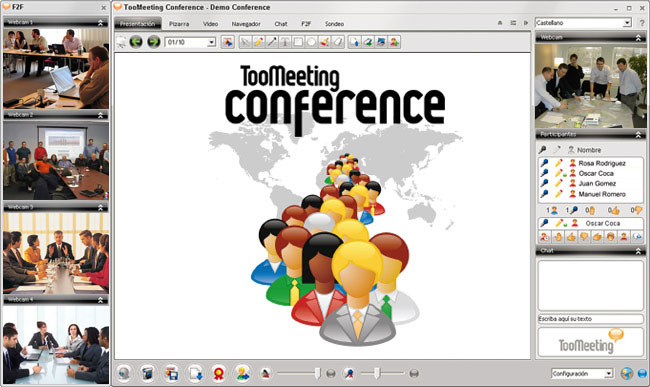 F2F
Webcam 1
Webcam 2
Webcam 3
Webcam 4
TooMeeting Conference - Demo Conference
Presentación Pizarra Vídeo Navegador Chat F2F Sondeo
01/10
TooMeeting
conference
Castellano
?
Webcam
Participantes
Nombre
Rosa Rodriguez
Oscar Coca
Juan Gomez
Manuel Romero
1 1 0 0 0
Oscar Coca
Chat
Escriba aquí su texto
TooMeeting
Configuración